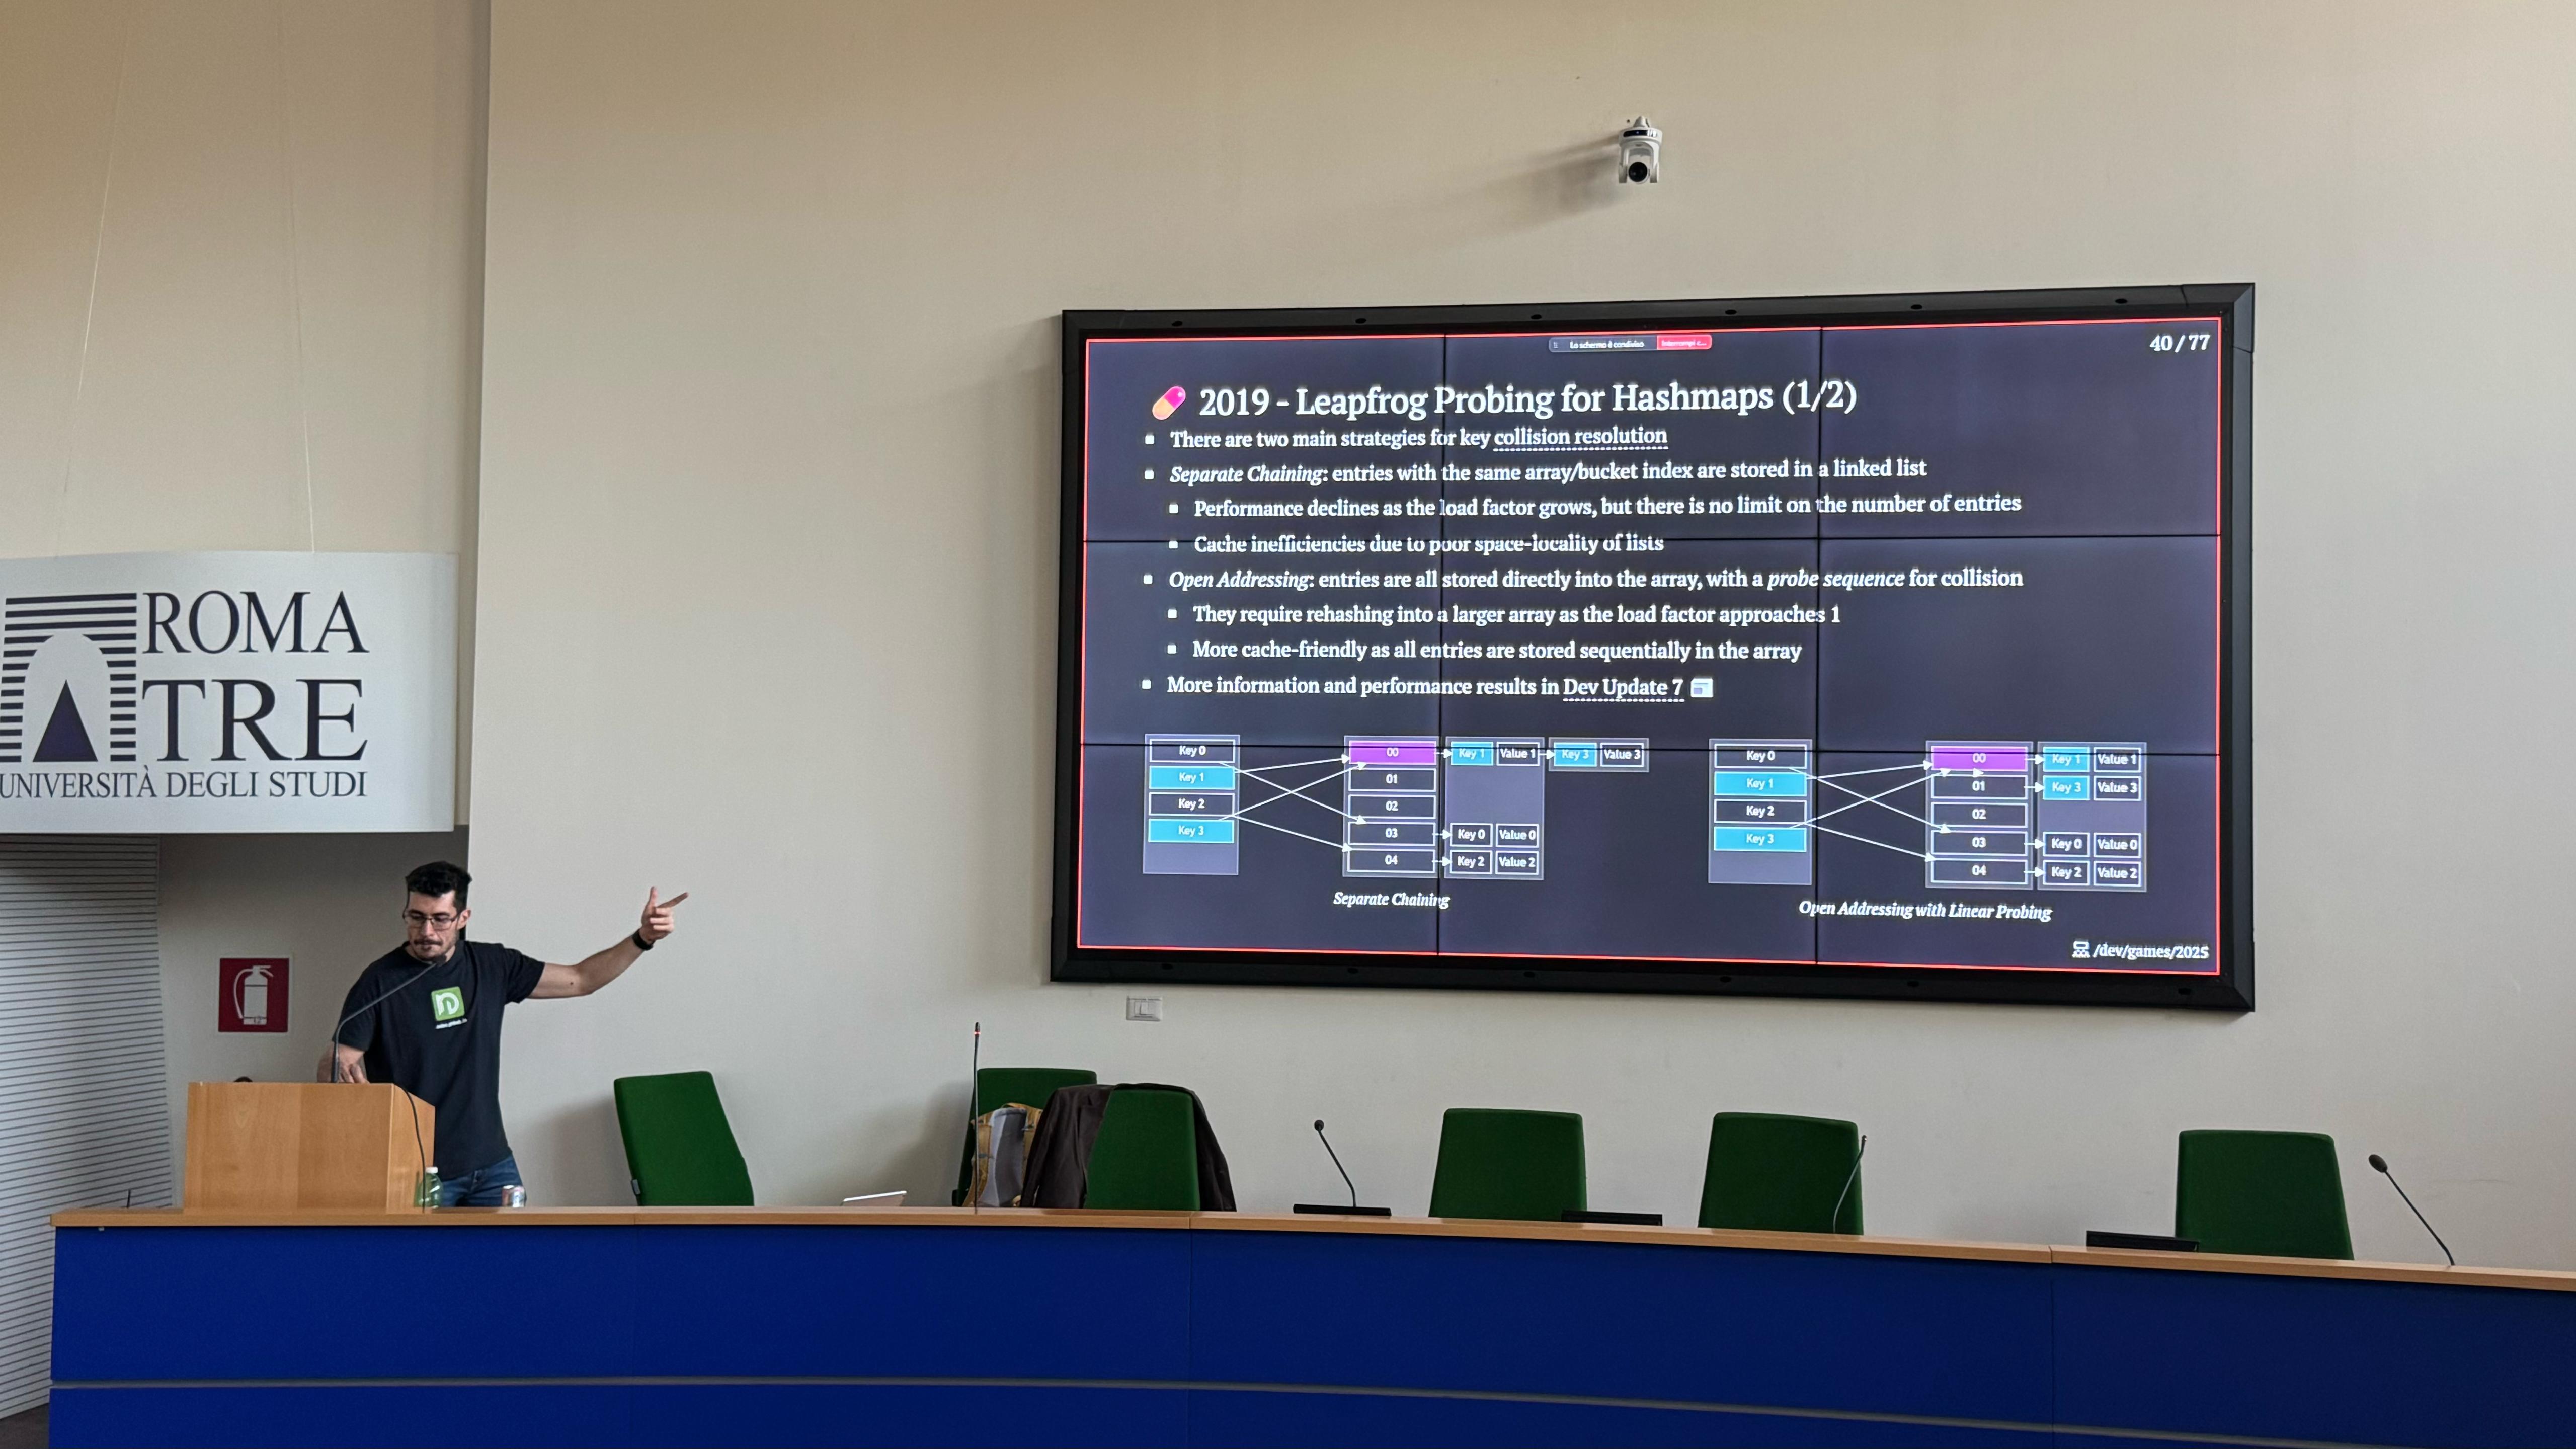 ROMA
TRE
UNIVERSITÀ DEGLI STUDI
Lo schermo è condiviso
Interrompi c...
40 / 77
2019 - Leapfrog Probing for Hashmaps (1/2)
There are two main strategies for key collision resolution
Separate Chaining: entries with the same array/bucket index are stored in a linked list
Performance declines as the load factor grows, but there is no limit on the number of entries
Cache inefficiencies due to poor space-locality of lists
Open Addressing: entries are all stored directly into the array, with a probe sequence for collision
They require rehashing into a larger array as the load factor approaches 1
More cache-friendly as all entries are stored sequentially in the array
More information and performance results in Dev Update 7
Key 0
Key 1
Key 2
Key 3
00
01
02
03
04
Key 1 Value 1 Key 3 Value 3
Key 0 Value 0
Key 2 Value 2
Separate Chaining
Key 0
Key 1
Key 2
Key 3
00
01
02
03
04
Key 1 Value 1
Key 3 Value 3
Key 0 Value 0
Key 2 Value 2
Open Addressing with Linear Probing
/dev/games/2025